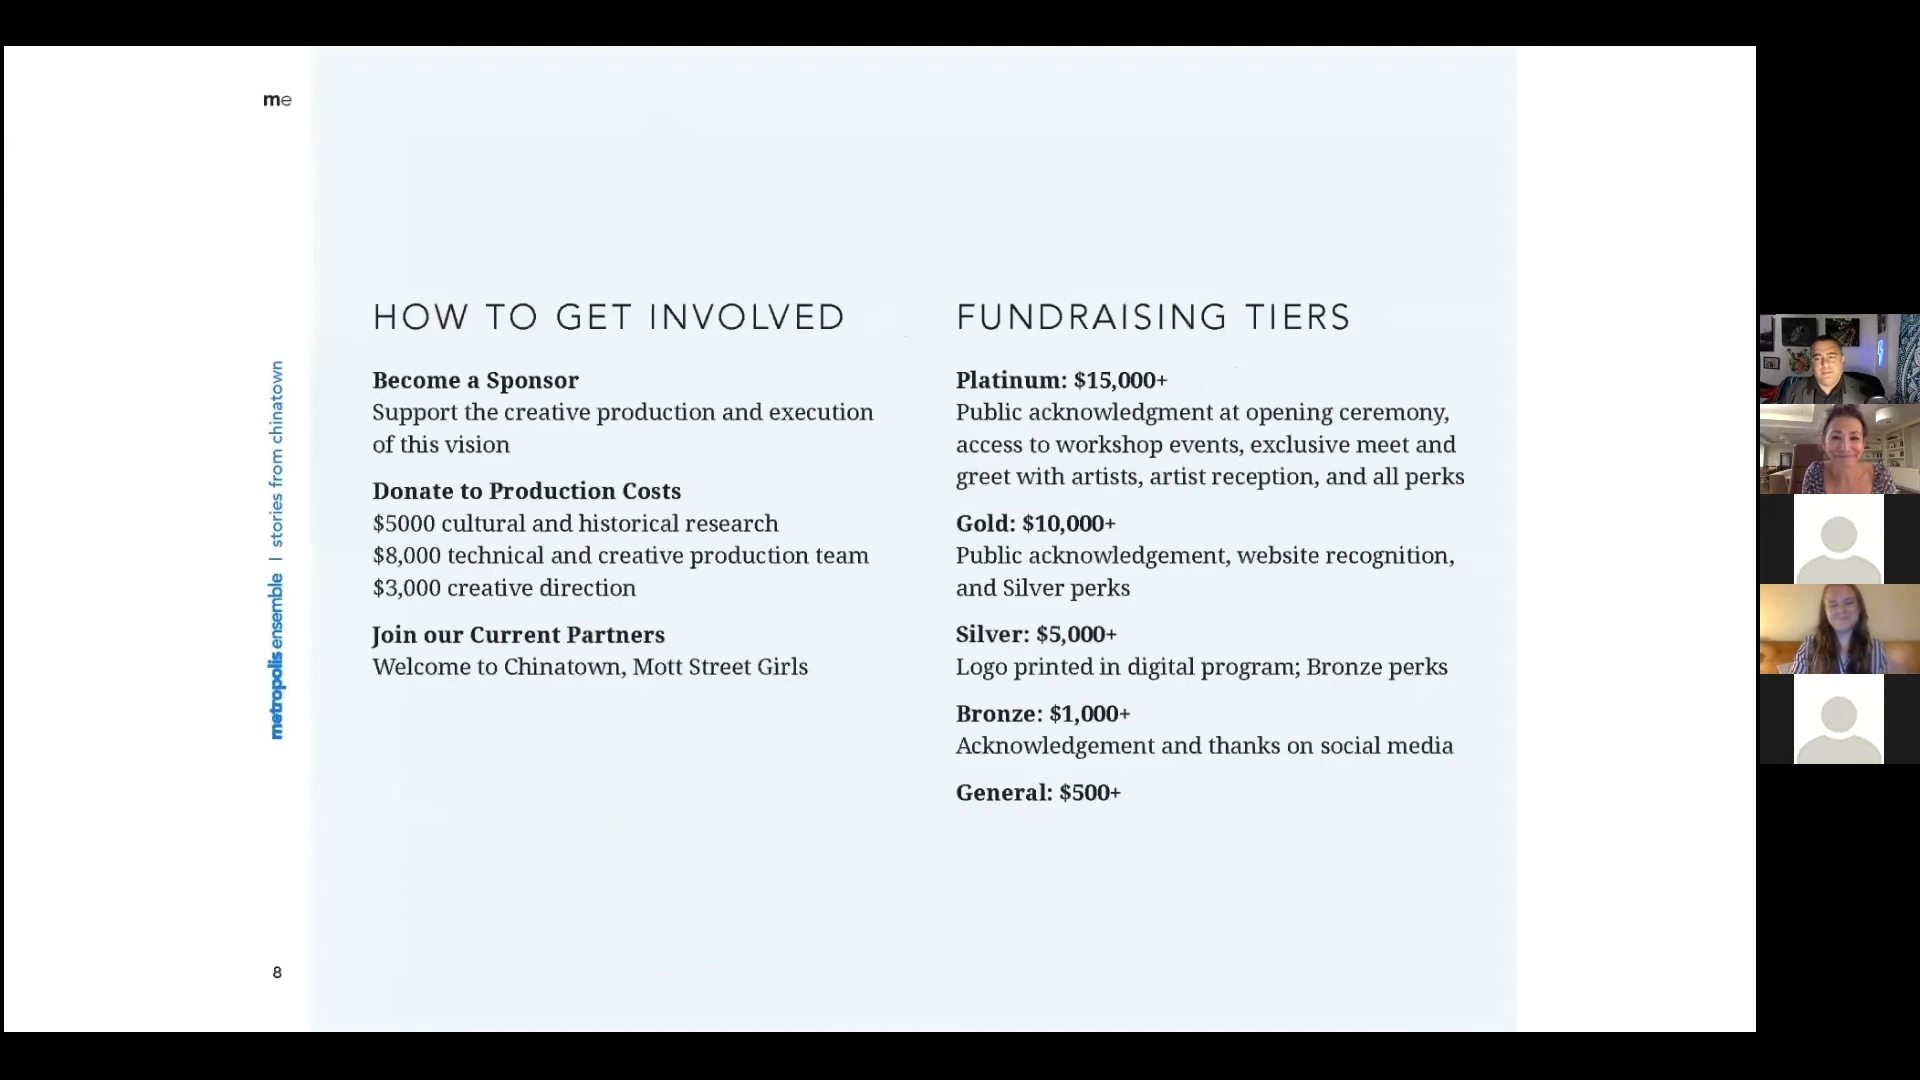 me
HOW TO GET INVOLVED
Become a Sponsor
Support the creative production and execution
of this vision
Donate to Production Costs
$5000 cultural and historical research
$8,000 technical and creative production team
$3,000 creative direction
Join our Current Partners
Welcome to Chinatown, Mott Street Girls
FUNDRAISING TIERS
Platinum: $15,000+
Public acknowledgment at opening ceremony,
access to workshop events, exclusive meet and
greet with artists, artist reception, and all perks
Gold: $10,000+
Public acknowledgement, website recognition,
and Silver perks
Silver: $5,000+
Logo printed in digital program; Bronze perks
Bronze: $1,000+
Acknowledgement and thanks on social media
General: $500+
metropolis ensemble | stories from chinatown
8